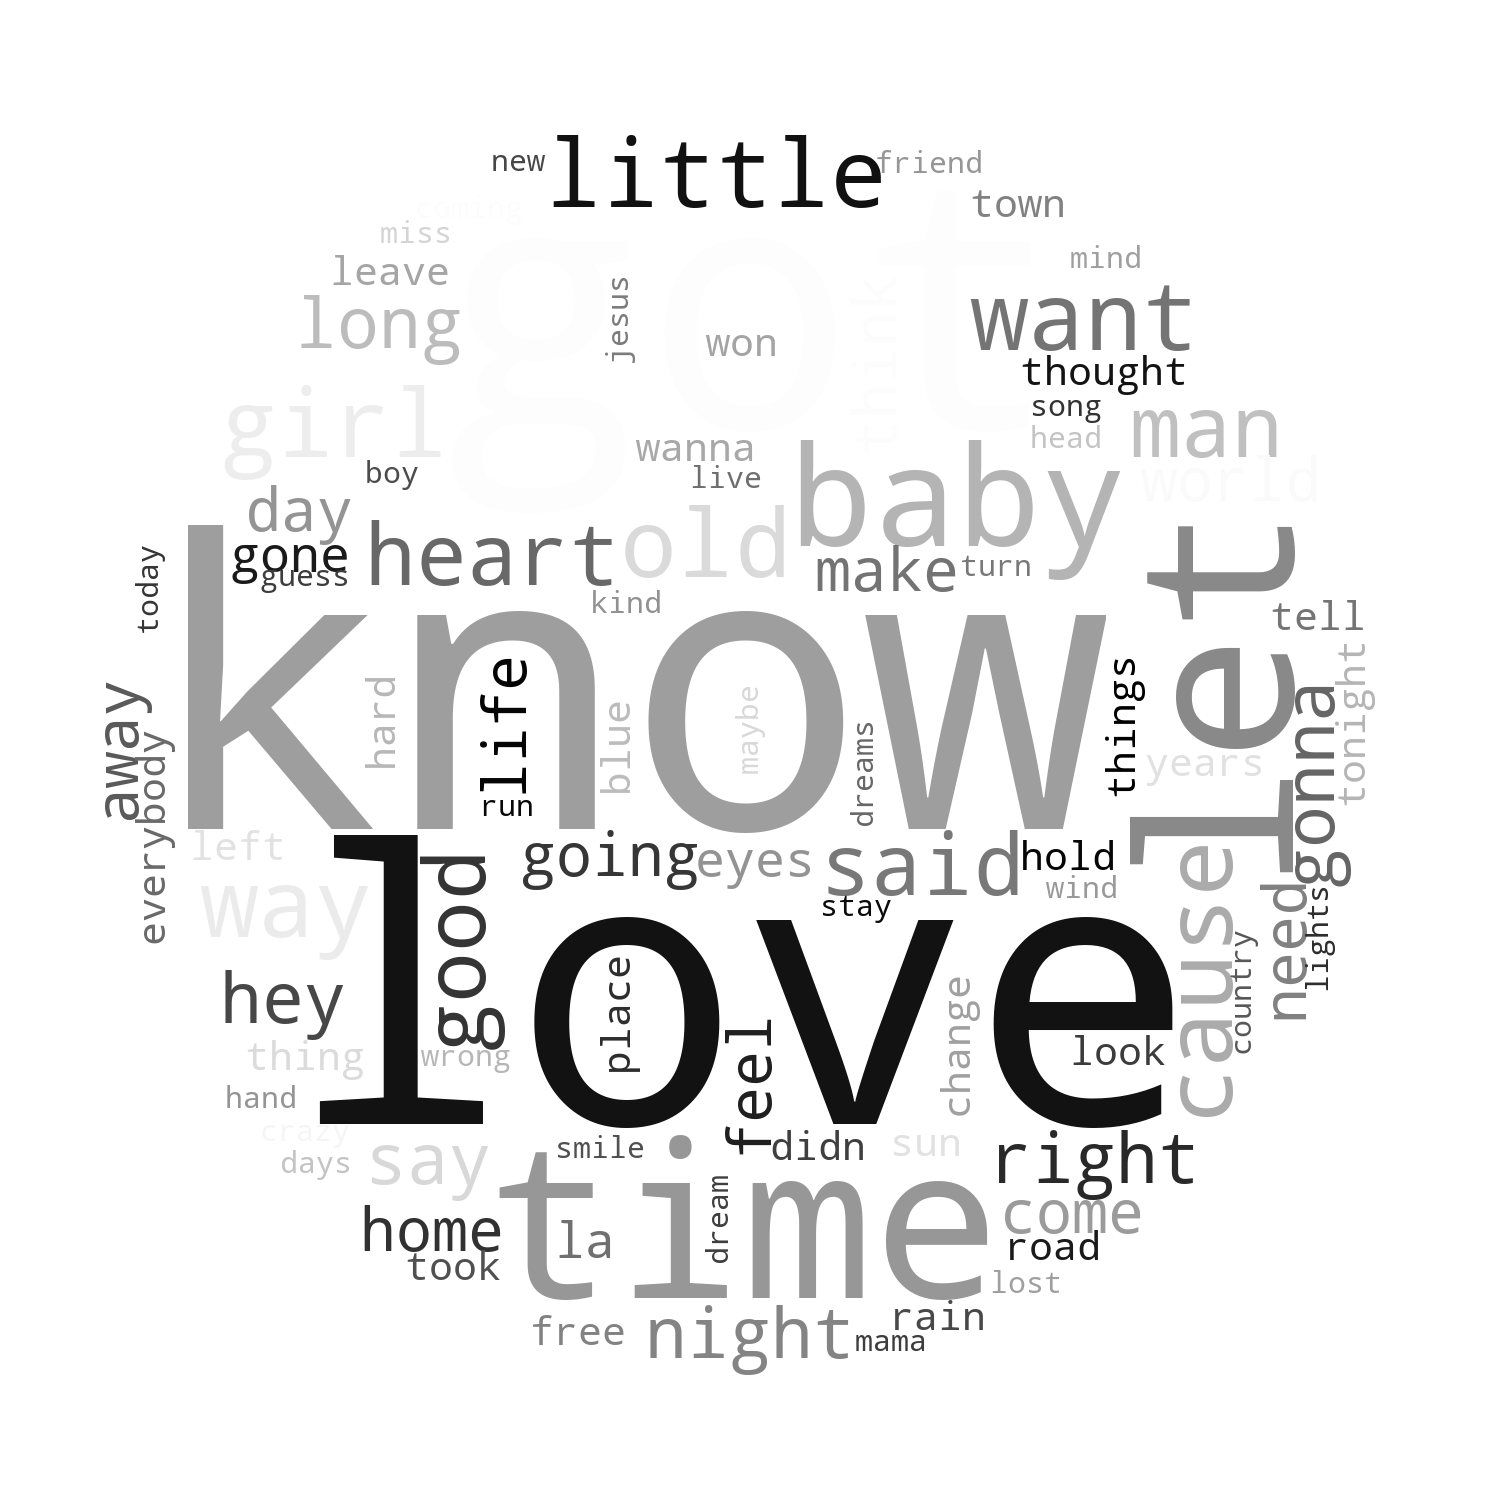 new
little
friend
coming
town
miss
mind
leave
got
jesus
think
long
won
want
thought
girl
song
man
head
wanna
baby
world
boy
live
day
old
heart
gone
make
turn
guess
today
kind
let
know
tell
away
hard
life
blue
maybe
dreams
things
years
tonight
gonna
everybody
run
left
going
eyes
said
hold
way
good
stay
wind
cause
need
lights
love
hey
place
country
thing
wrong
feel
change
look
hand
crazy
days
say
smile
didn
sun
right
time
home
took
la
dream
come
road
lost
free
night
mama
rain